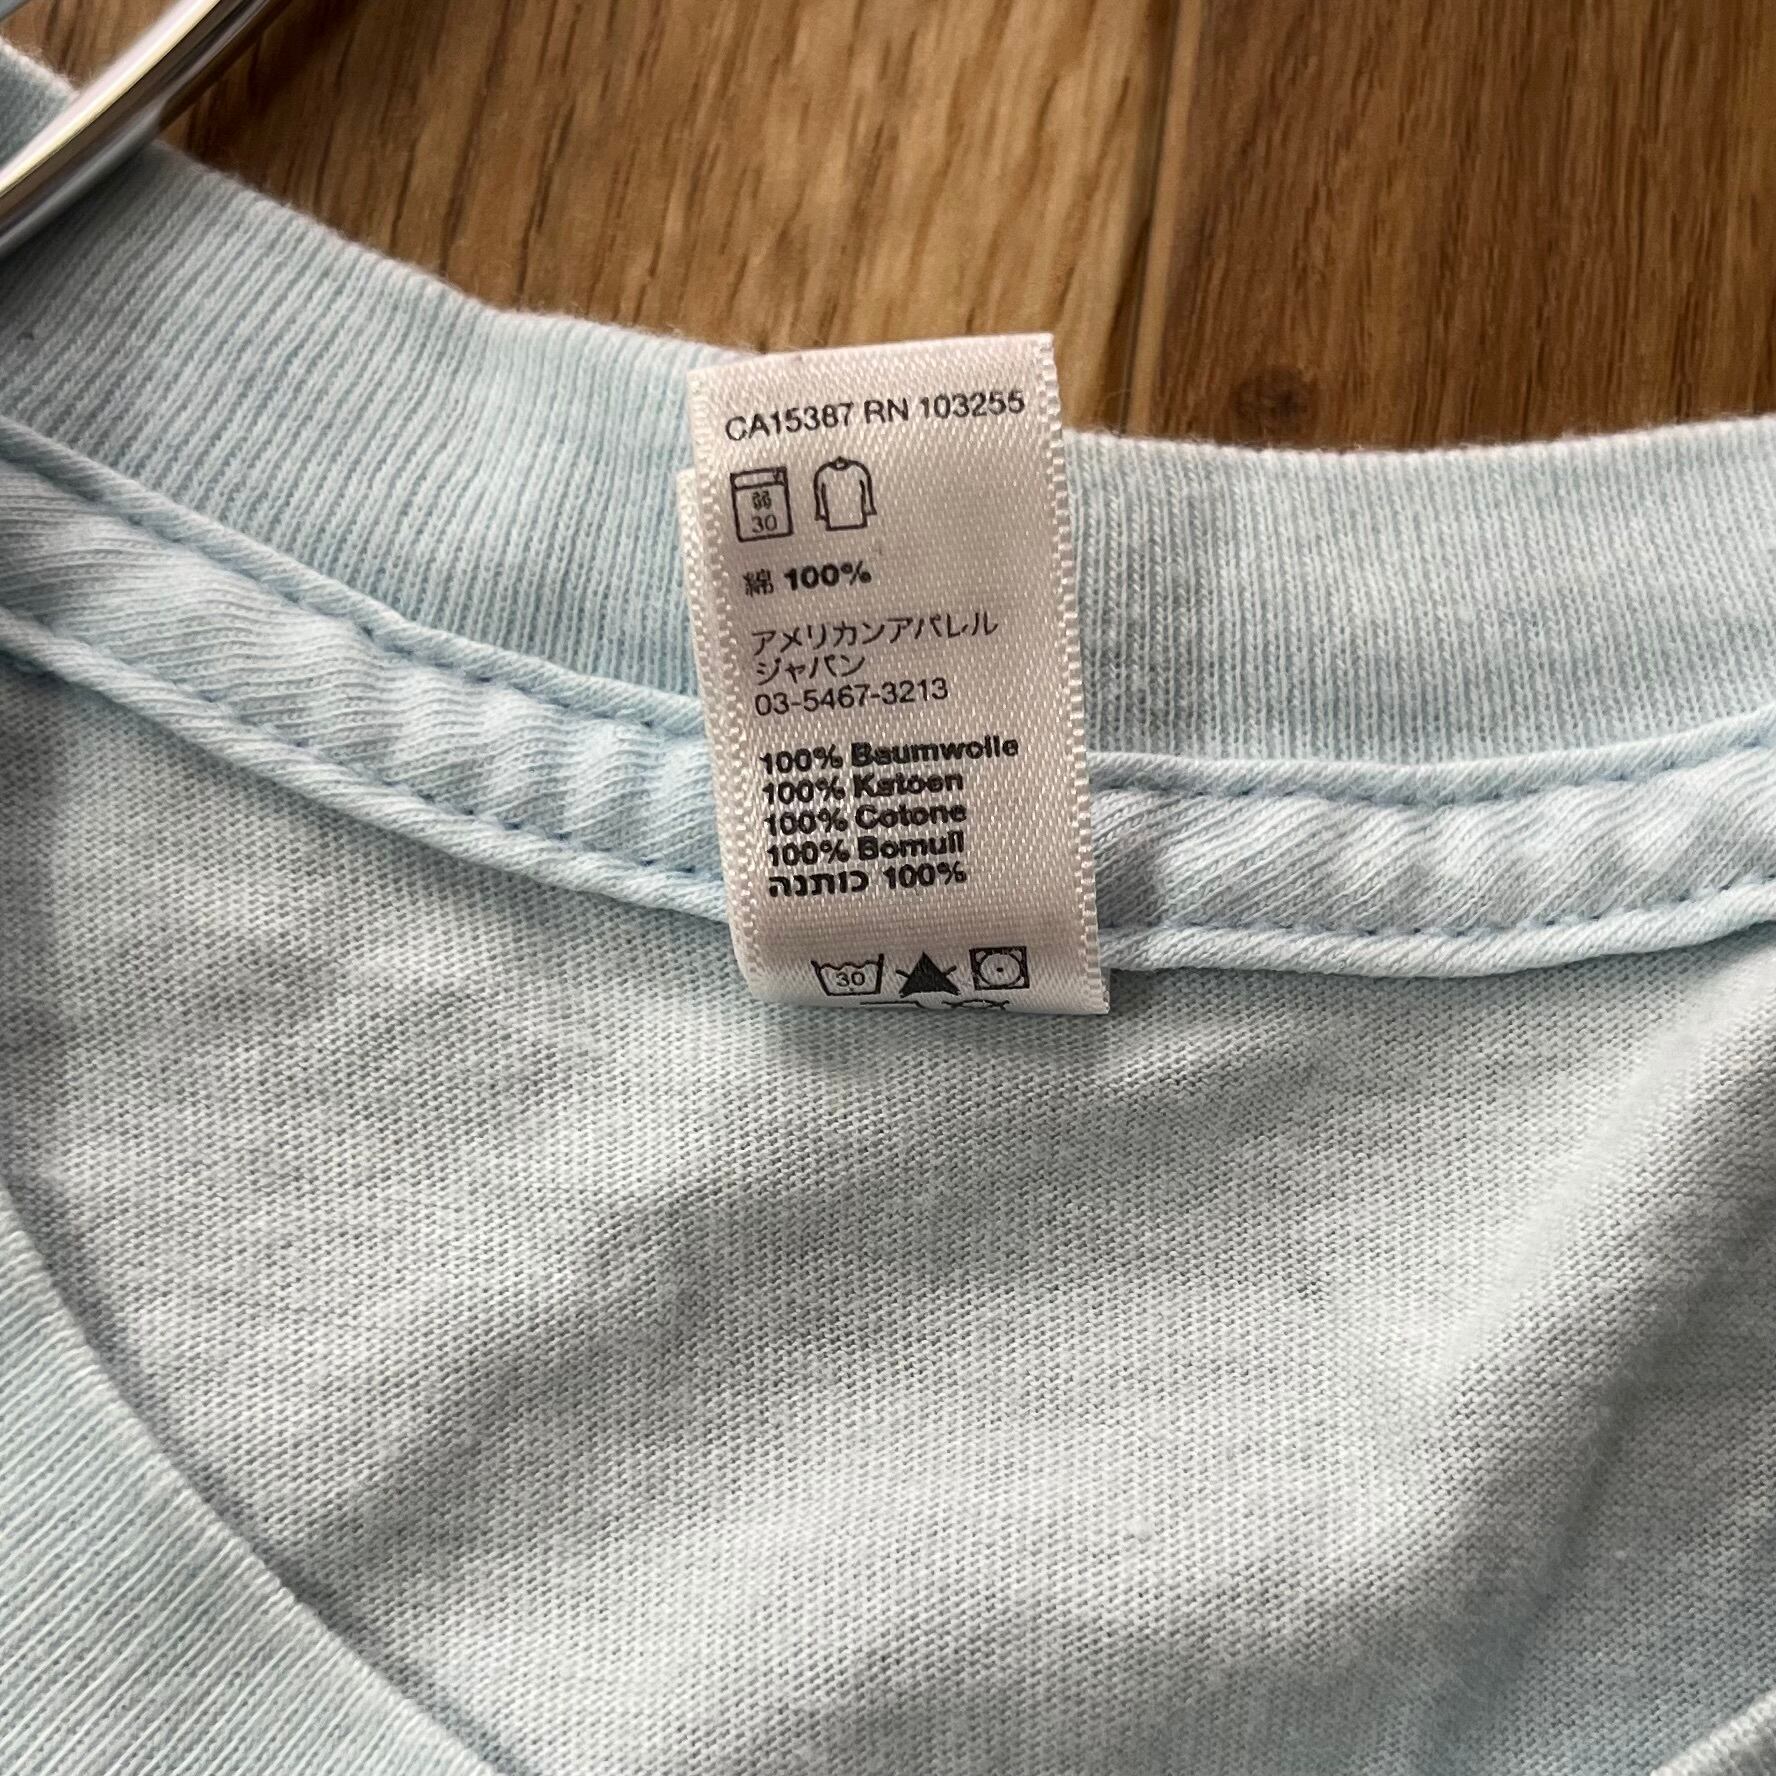 CA15387 RN 103255
弱
30
綿 100%
アメリカンアパレル
ジャパン
03-5467-3213
100% Baumwolle
100% Katoen
100% Cotone
100% Bomull
100% כותנה
30